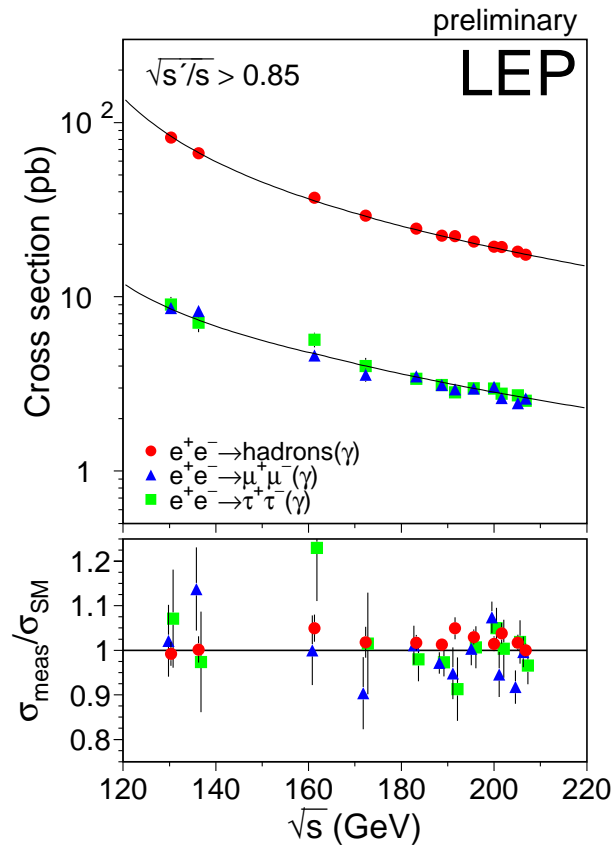 preliminary
√s´/s > 0.85
LEP
Cross section (pb)
10 2
10
1
e+e−→hadrons(γ)
e+e−→μ+μ−(γ)
e+e−→τ+τ−(γ)
σmeas/σSM
1.2
1.1
1
0.9
0.8
120 140 160 180 200 220
√s (GeV)